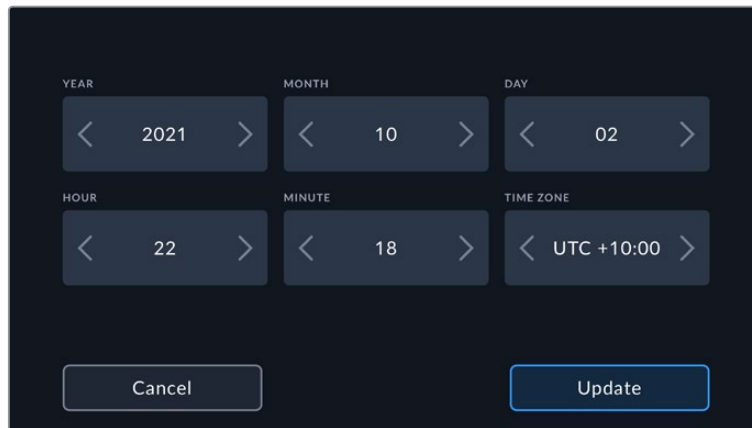 YEAR MONTH DAY
2021 10 02
HOUR MINUTE TIME ZONE
22 18 UTC +10:00
Cancel Update